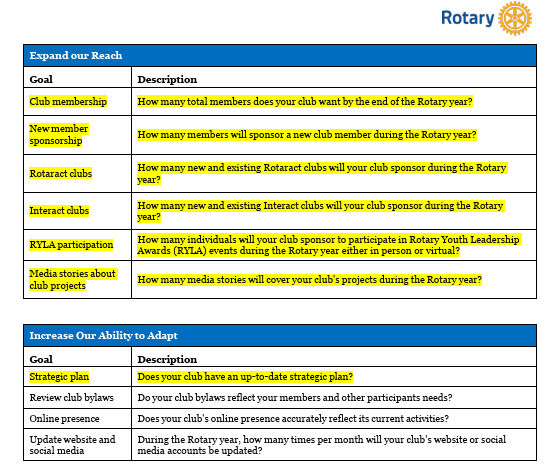 Rotary
Expand our Reach
Goal Description
Club membership How many total members does your club want by the end of the Rotary year?
New member
sponsorship
How many members will sponsor a new club member during the Rotary year?
Rotaract clubs
How many new and existing Rotaract clubs will your club sponsor during the Rotary
year?
Interact clubs
How many new and existing Interact clubs will your club sponsor during the Rotary
year?
RYLA participation
How many individuals will your club sponsor to participate in Rotary Youth Leadership
Awards (RYLA) events during the Rotary year either in person or virtual?
Media stories about
club projects
How many media stories will cover your club's projects during the Rotary year?
Increase Our Ability to Adapt
Goal Description
Strategic plan Does your club have an up-to-date strategic plan?
Review club bylaws Do your club bylaws reflect your members and other participants needs?
Online presence Does your club's online presence accurately reflect its current activities?
Update website and
social media
During the Rotary year, how many times per month will your club's website or social
media accounts be updated?